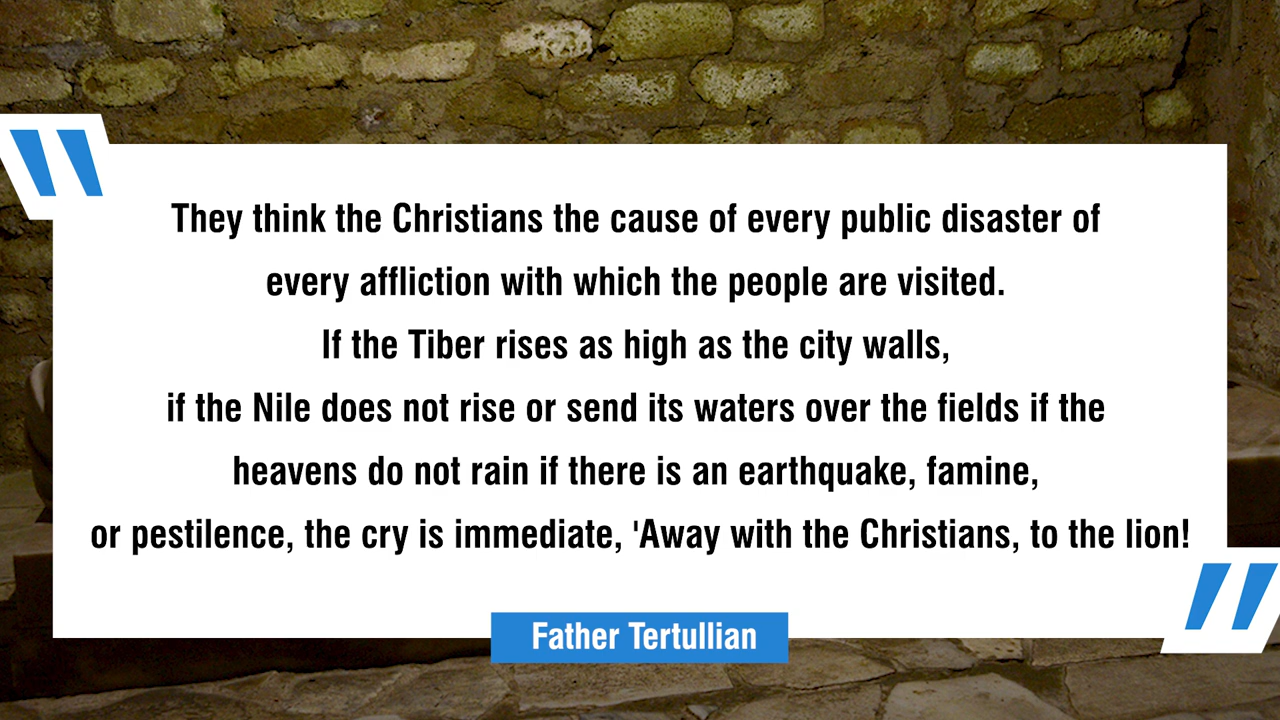 They think the Christians the cause of every public disaster of
every affliction with which the people are visited.
If the Tiber rises as high as the city walls,
if the Nile does not rise or send its waters over the fields if the
heavens do not rain if there is an earthquake, famine,
or pestilence, the cry is immediate, 'Away with the Christians, to the lion!
Father Tertullian